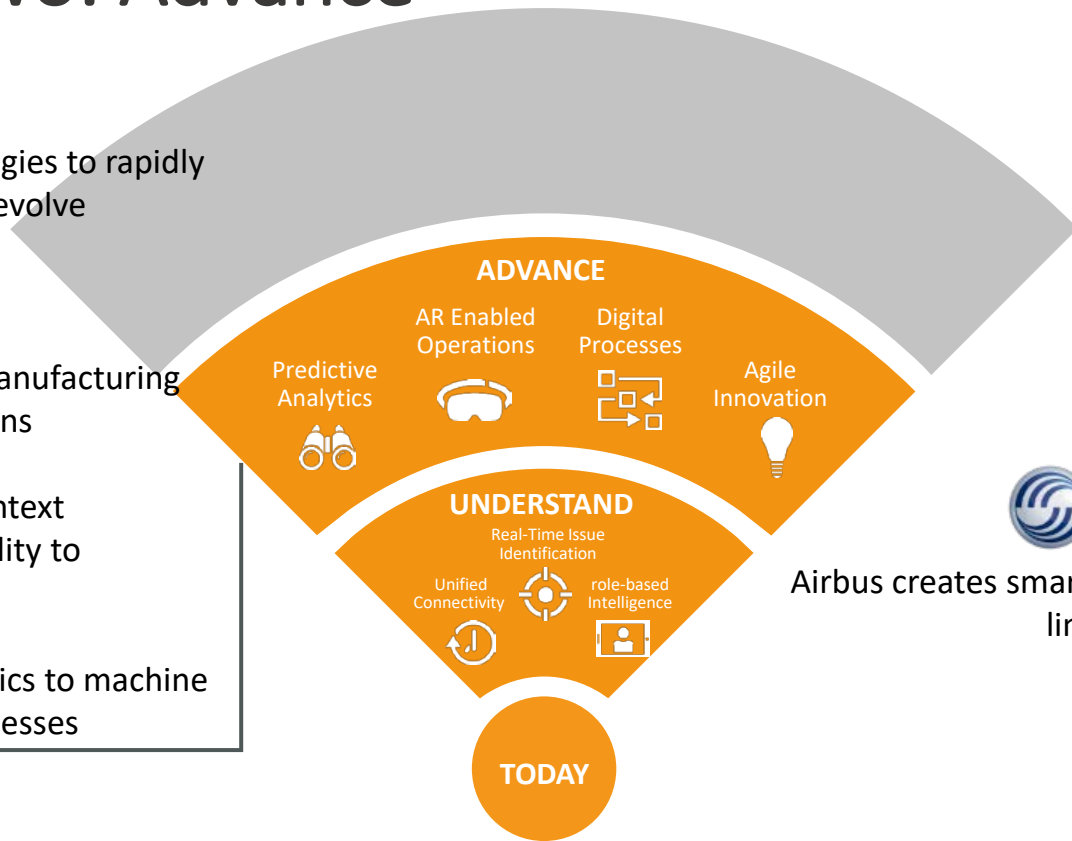 Advance
gies to rapidly
evolve
ADVANCE
AR Enabled
Operations
Digital
Processes
Predictive
Analytics
Agile
Innovation
anufacturing
ns
ntext
lity to
ics to machine
esses
UNDERSTAND
Real-Time Issue
Identification
Unified
Connectivity
role-based
Intelligence
Airbus creates smar
lin
TODAY